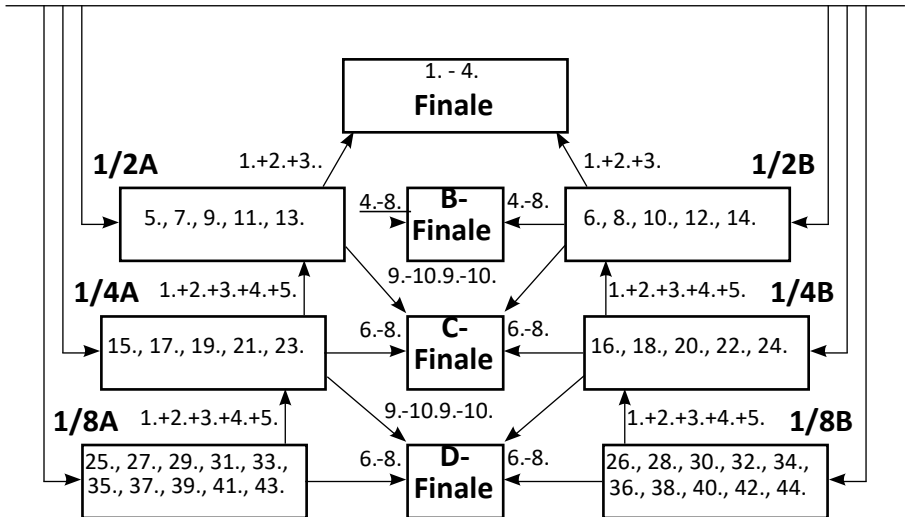 1. - 4.
Finale
1/2A
1.+2.+3..
1.+2.+3.
1/2B
5., 7., 9., 11., 13.
4.-8.
B-
Finale
4.-8.
6., 8., 10., 12., 14.
9.-10.9.-10.
1/4A
1.+2.+3.+4.+5.
1.+2.+3.+4.+5.
1/4B
15., 17., 19., 21., 23.
6.-8.
C-
Finale
6.-8.
16., 18., 20., 22., 24.
9.-10.9.-10.
1/8A
1.+2.+3.+4.+5.
1.+2.+3.+4.+5.
1/8B
25., 27., 29., 31., 33.,
35., 37., 39., 41., 43.
6.-8.
D-
Finale
6.-8.
26., 28., 30., 32., 34.,
36., 38., 40., 42., 44.